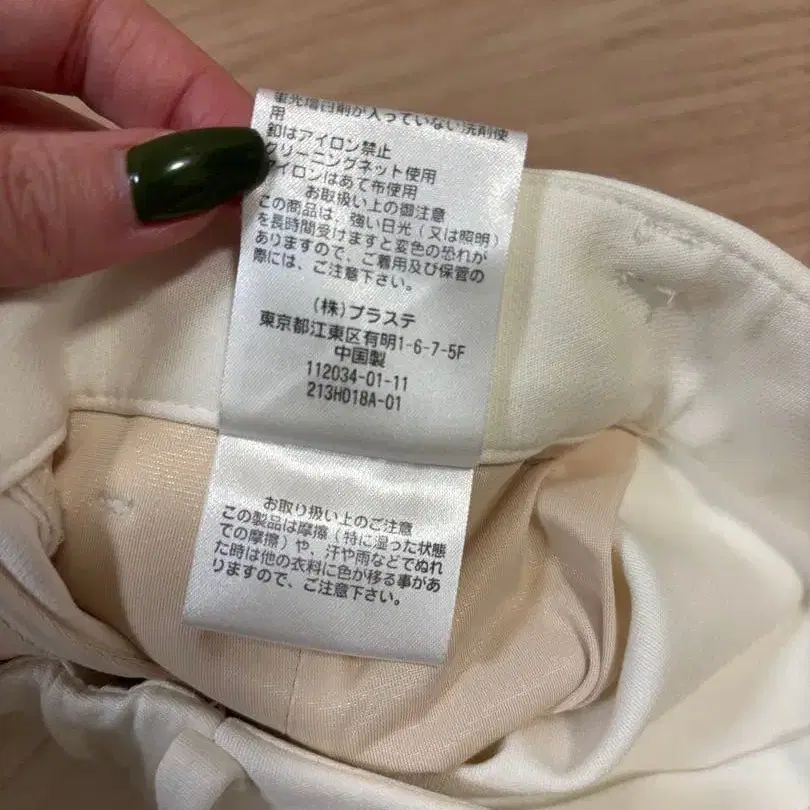 蛍光増白剤が入っていない洗剤使
用
釦はアイロン禁止
クリーニングネット使用
アイロンはあて布使用
お取扱い上の御注意
この商品は、強い日光(又は照明)
を長時間受けますと変色の恐れが
ありますので、ご着用及び保管の
際には、ご注意下さい。
(株)プラステ
東京都江東区有明1-6-7-5F
中国製
112034-01-11
213H018A-01
お取り扱い上のご注意
この製品は摩擦(特に湿った状態
での摩擦)や、汗や雨などでぬれ
た時は他の衣料に色が移る事があ
りますので、ご注意下さい。